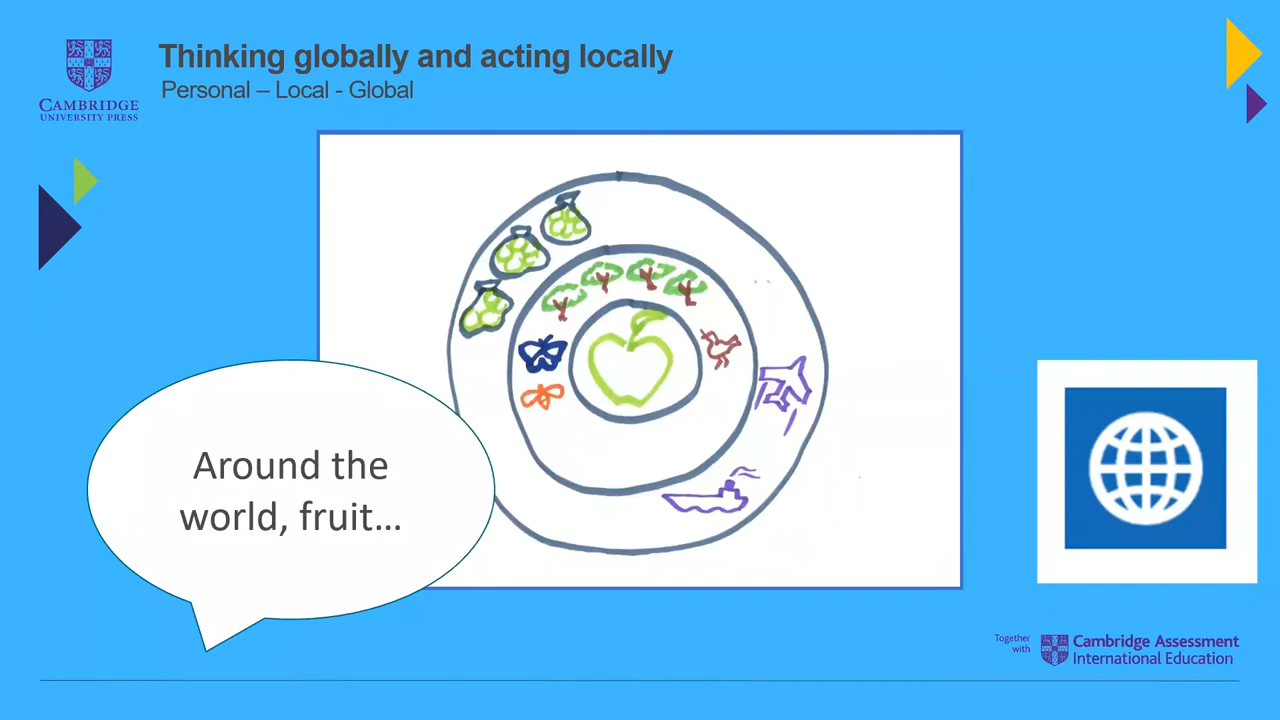 Thinking globally and acting locally
Personal – Local - Global
CAMBRIDGE
UNIVERSITY PRESS
Around the
world, fruit...
Together
with
Cambridge Assessment
International Education